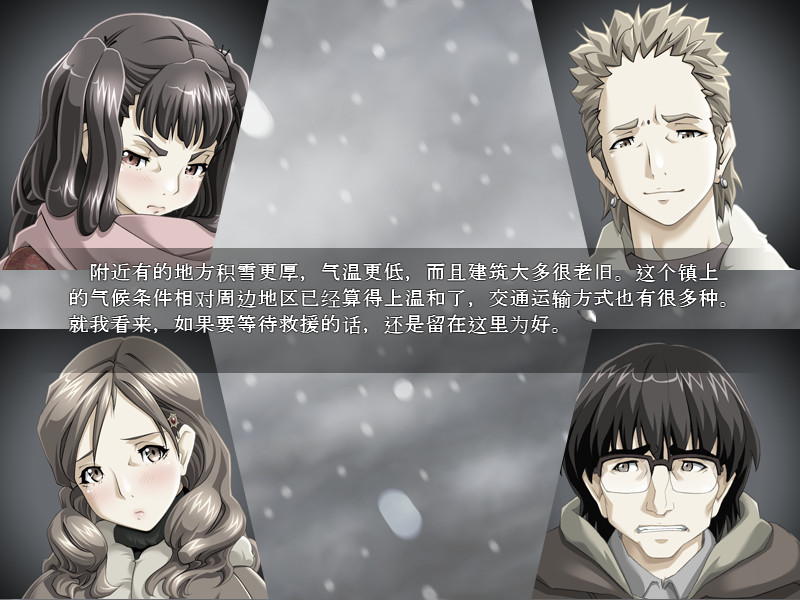 附近有的地方积雪更厚，气温更低，而且建筑大多很老旧。这个镇上
的气候条件相对周边地区已经算得上温和了，交通运输方式也有很多种。
就我看来，如果要等待救援的话，还是留在这里为好。